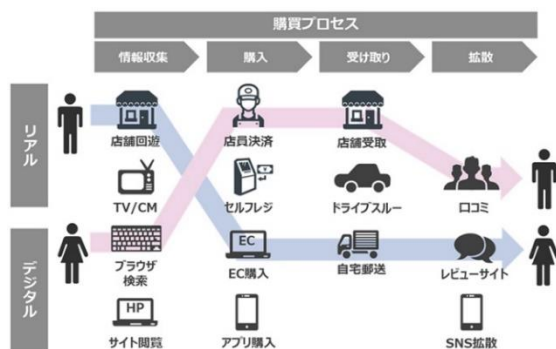 購買プロセス
情報収集
購入
受け取り
拡散
リアル
店舗回遊
店員決済
店舗受取
TV/CM
セルフレジ
ドライブスルー
口コミ
デジタル
ブラウザ
検索
EC
EC購入
自宅郵送
レビューサイト
HP
サイト閲覧
アプリ購入
SNS拡散